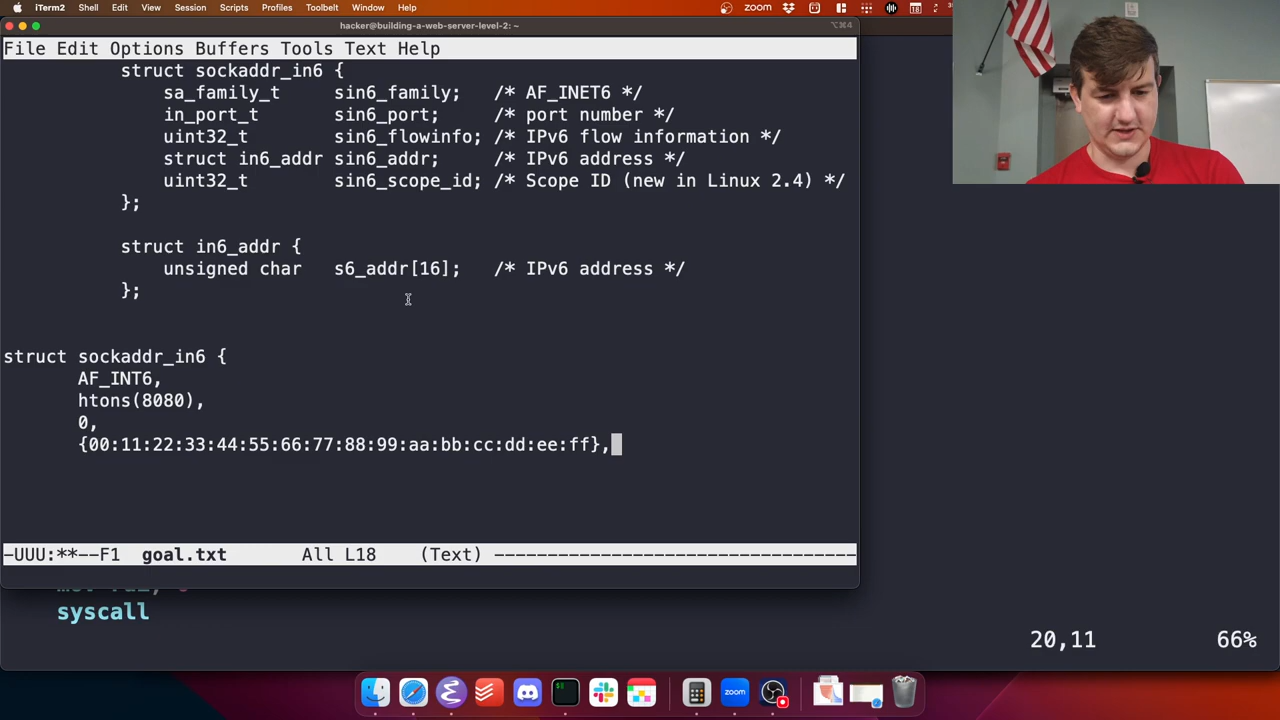 Shell Edit View Session Scripts Profiles Toolbelt Window Help
iTerm2
zoom
hacker@building-a-web-server-level-2: ~
⌥⌘4
File Edit Options Buffers Tools Text Help
struct sockaddr_in6 {
sa_family_t sin6_family; /* AF_INET6 */
in_port_t sin6_port; /* port number */
uint32_t sin6_flowinfo; /* IPv6 flow information */
struct in6_addr sin6_addr; /* IPv6 address */
uint32_t sin6_scope_id; /* Scope ID (new in Linux 2.4) */
};
struct in6_addr {
unsigned char s6_addr[16]; /* IPv6 address */
};
struct sockaddr_in6 {
AF_INT6,
htons(8080),
0,
{00:11:22:33:44:55:66:77:88:99:aa:bb:cc:dd:ee:ff},
-UUU:**--F1 goal.txt All L18 (Text) ---------------------------------
syscall
20,11 66%
zoom